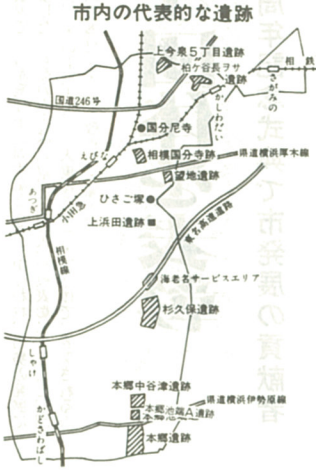 市内の代表的な遺跡
上今泉5丁目遺跡
柏ケ谷長ヲサ
遺跡
相鉄
さがみの
国道246号
かしわだい
国分尼寺
えびな
相模国分寺跡
県道横浜厚木線
望地遺跡
あつぎ
小田急
ひさご塚
上浜田遺跡
東名高速道路
相模線
海老名サービスエリア
杉久保遺跡
しゃけ
本郷中谷津遺跡
県道横浜伊勢原線
本郷池端A遺跡
かどさわばし
本郷遺跡